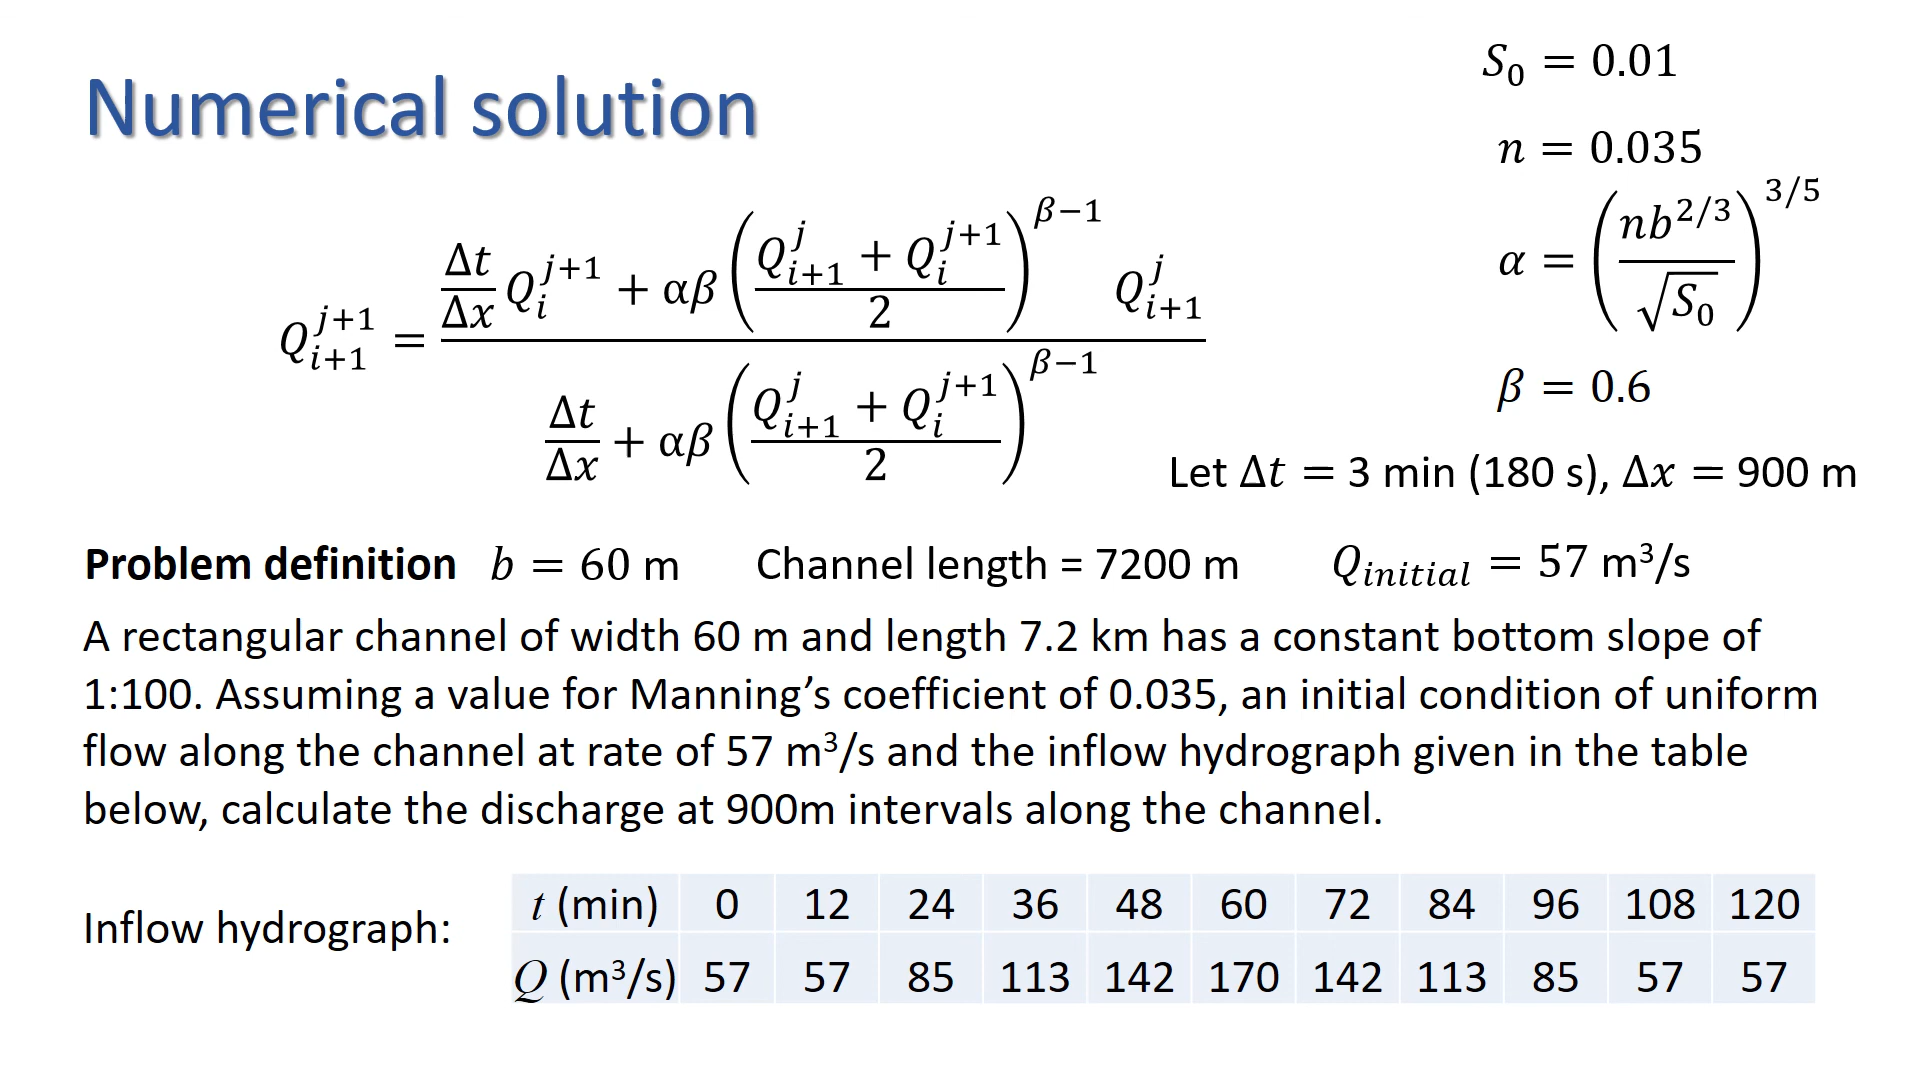 Numerical solution
S₀ = 0.01
n = 0.035
α = (nb^{2/3} / √S₀)^{3/5}
β = 0.6
Q_{i+1}^{j+1} = (Δt/Δx Q_i^{j+1} + αβ ((Q_{i+1}^j + Q_i^{j+1})/2)^{β−1} Q_{i+1}^j) / (Δt/Δx + αβ ((Q_{i+1}^j + Q_i^{j+1})/2)^{β−1})
Let Δt = 3 min (180 s), Δx = 900 m
Problem definition b = 60 m Channel length = 7200 m Q_{initial} = 57 m³/s
A rectangular channel of width 60 m and length 7.2 km has a constant bottom slope of
1:100. Assuming a value for Manning’s coefficient of 0.035, an initial condition of uniform
flow along the channel at rate of 57 m³/s and the inflow hydrograph given in the table
below, calculate the discharge at 900m intervals along the channel.
Inflow hydrograph:
t (min) 0 12 24 36 48 60 72 84 96 108 120
Q (m³/s) 57 57 85 113 142 170 142 113 85 57 57